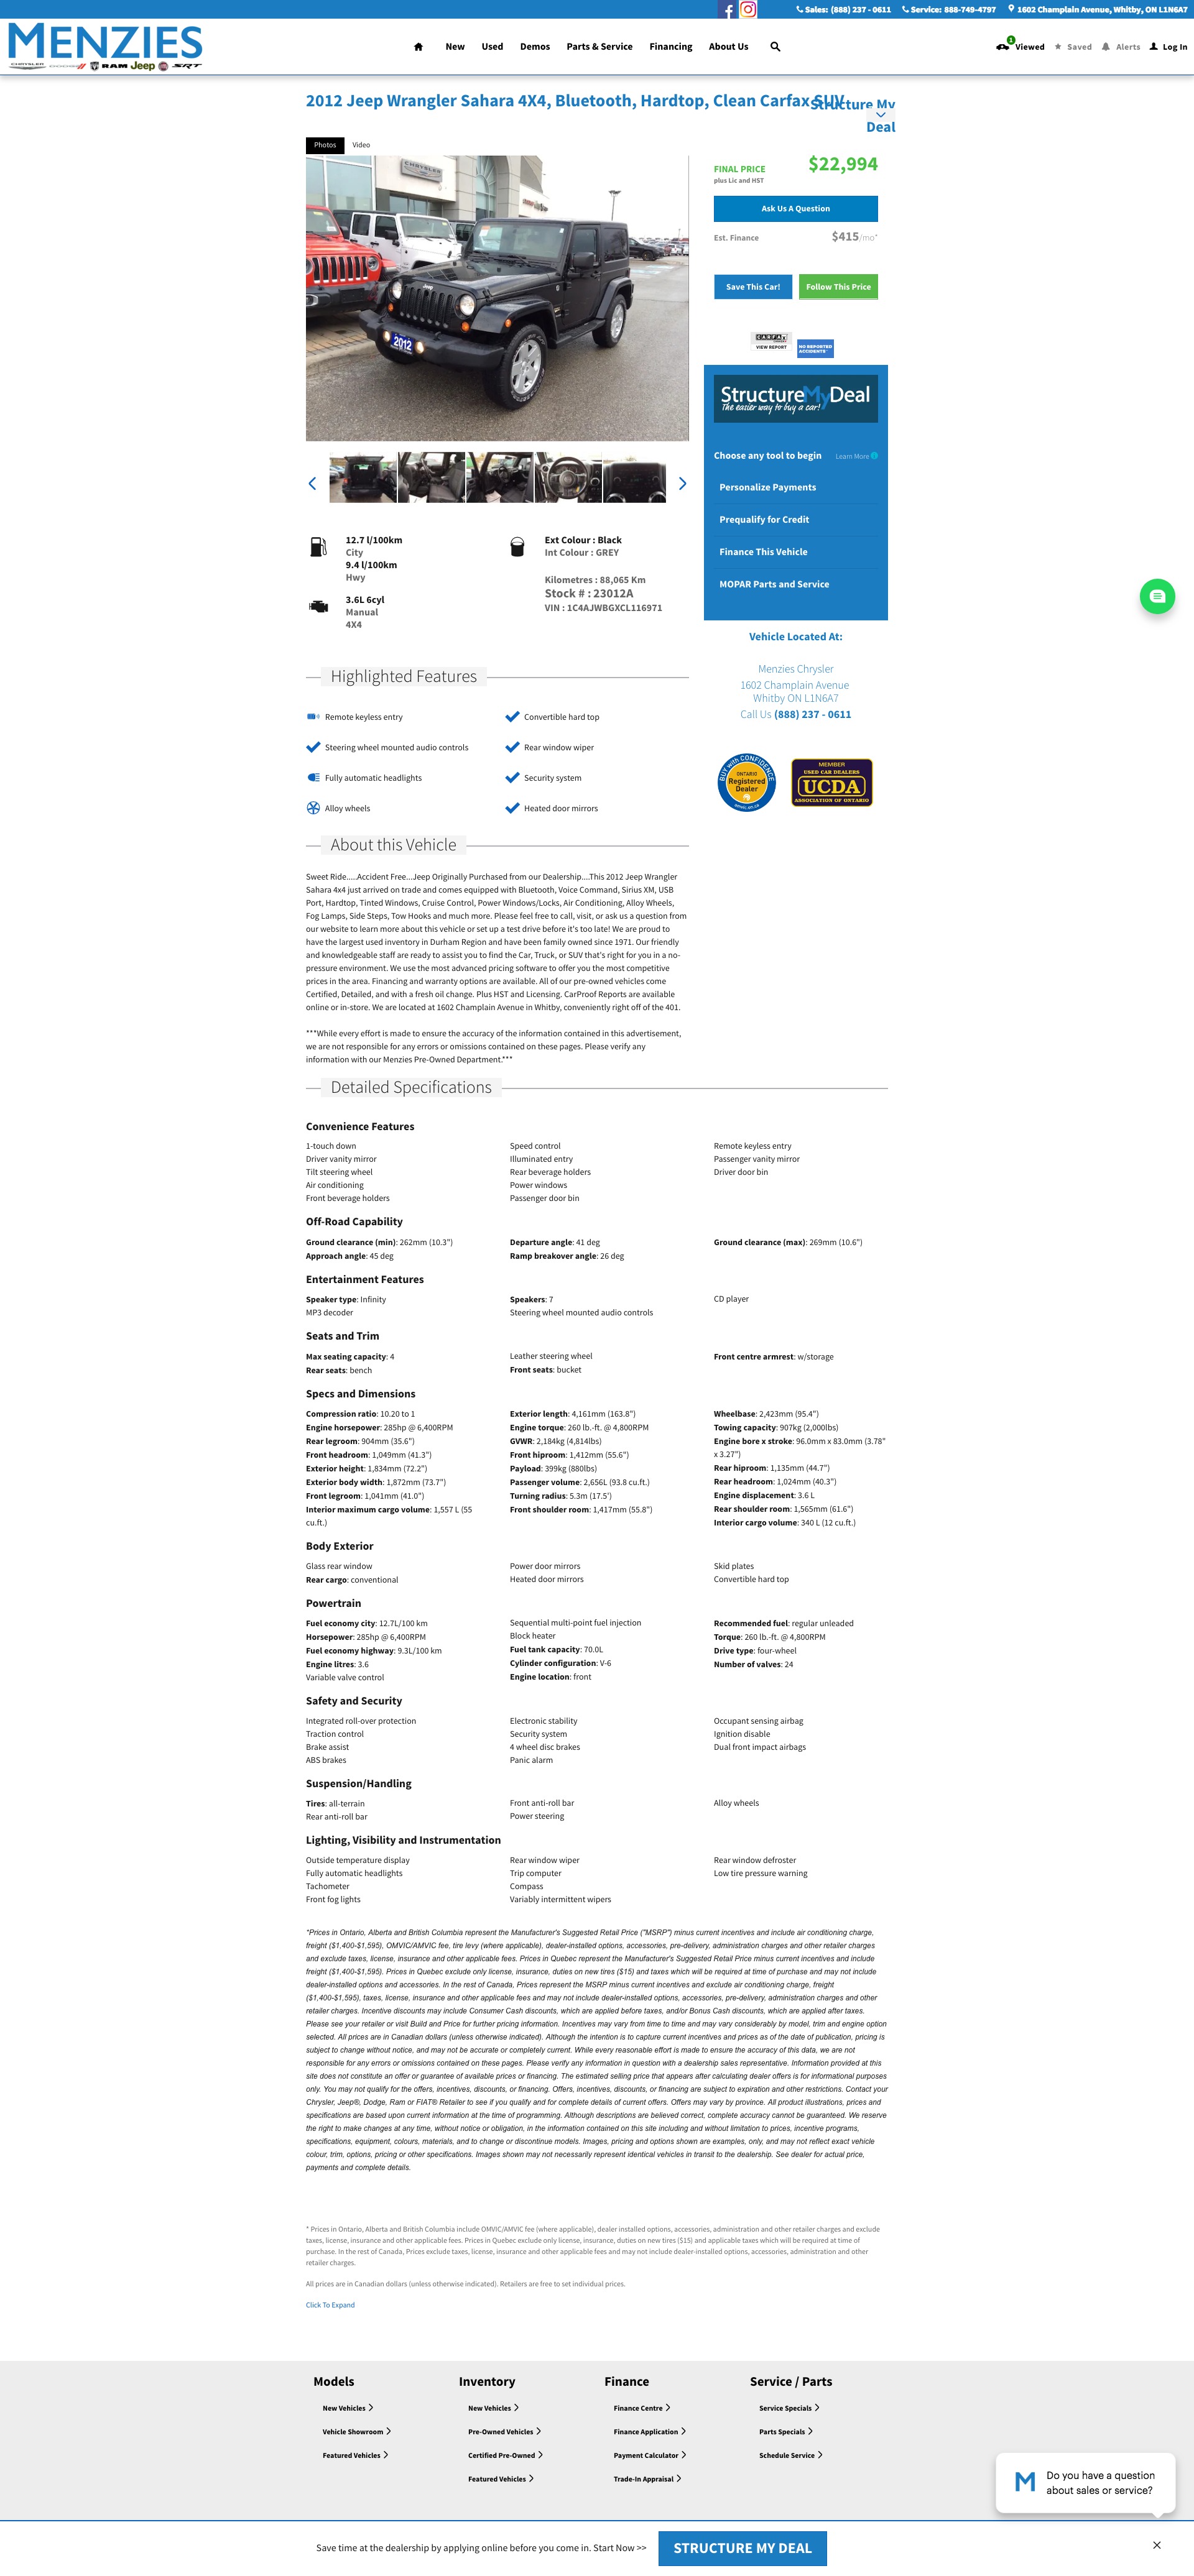 Sales: (888) 237 - 0611 Service: 888-749-4797 1602 Champlain Avenue, Whitby, ON L1N6A7
MENZIES
CHRYSLER DODGE RAM Jeep SRT
New Used Demos Parts & Service Financing About Us
1 Viewed Saved Alerts Log In
2012 Jeep Wrangler Sahara 4X4, Bluetooth, Hardtop, Clean Carfax SUV
Structure My
Deal
Photos Video
FINAL PRICE $22,994
plus Lic and HST
Ask Us A Question
Est. Finance $415/mo*
Save This Car! Follow This Price
CHRYSLER
Jeep
2012
CARFAX
VIEW REPORT
NO REPORTED
ACCIDENTS
StructureMyDeal
The easier way to buy a car!
Choose any tool to begin Learn More
Personalize Payments
Prequalify for Credit
Finance This Vehicle
MOPAR Parts and Service
12.7 l/100km
City
9.4 l/100km
Hwy
3.6L 6cyl
Manual
4X4
Ext Colour : Black
Int Colour : GREY
Kilometres : 88,065 Km
Stock # : 23012A
VIN : 1C4AJWBGXCL116971
Vehicle Located At:
Menzies Chrysler
1602 Champlain Avenue
Whitby ON L1N6A7
Call Us (888) 237 - 0611
BUY with CONFIDENCE
ONTARIO
Registered
Dealer
MEMBER
USED CAR DEALERS
UCDA
ASSOCIATION OF ONTARIO
Highlighted Features
Remote keyless entry Convertible hard top
Steering wheel mounted audio controls Rear window wiper
Fully automatic headlights Security system
Alloy wheels Heated door mirrors
About this Vehicle
Sweet Ride.....Accident Free...Jeep Originally Purchased from our Dealership....This 2012 Jeep Wrangler
Sahara 4x4 just arrived on trade and comes equipped with Bluetooth, Voice Command, Sirius XM, USB
Port, Hardtop, Tinted Windows, Cruise Control, Power Windows/Locks, Air Conditioning, Alloy Wheels,
Fog Lamps, Side Steps, Tow Hooks and much more. Please feel free to call, visit, or ask us a question from
our website to learn more about this vehicle or set up a test drive before it's too late! We are proud to
have the largest used inventory in Durham Region and have been family owned since 1971. Our friendly
and knowledgeable staff are ready to assist you to find the Car, Truck, or SUV that's right for you in a no-
pressure environment. We use the most advanced pricing software to offer you the most competitive
prices in the area. Financing and warranty options are available. All of our pre-owned vehicles come
Certified, Detailed, and with a fresh oil change. Plus HST and Licensing. CarProof Reports are available
online or in-store. We are located at 1602 Champlain Avenue in Whitby, conveniently right off of the 401.
***While every effort is made to ensure the accuracy of the information contained in this advertisement,
we are not responsible for any errors or omissions contained on these pages. Please verify any
information with our Menzies Pre-Owned Department.***
Detailed Specifications
Convenience Features
1-touch down Speed control Remote keyless entry
Driver vanity mirror Illuminated entry Passenger vanity mirror
Tilt steering wheel Rear beverage holders Driver door bin
Air conditioning Power windows
Front beverage holders Passenger door bin
Off-Road Capability
Ground clearance (min): 262mm (10.3") Departure angle: 41 deg Ground clearance (max): 269mm (10.6")
Approach angle: 45 deg Ramp breakover angle: 26 deg
Entertainment Features
Speaker type: Infinity Speakers: 7 CD player
MP3 decoder Steering wheel mounted audio controls
Seats and Trim
Max seating capacity: 4 Leather steering wheel Front centre armrest: w/storage
Rear seats: bench Front seats: bucket
Specs and Dimensions
Compression ratio: 10.20 to 1 Exterior length: 4,161mm (163.8") Wheelbase: 2,423mm (95.4")
Engine horsepower: 285hp @ 6,400RPM Engine torque: 260 lb.-ft. @ 4,800RPM Towing capacity: 907kg (2,000lbs)
Rear legroom: 904mm (35.6") GVWR: 2,184kg (4,814lbs) Engine bore x stroke: 96.0mm x 83.0mm (3.78"
Front headroom: 1,049mm (41.3") Front hiproom: 1,412mm (55.6") x 3.27")
Exterior height: 1,834mm (72.2") Payload: 399kg (880lbs) Rear hiproom: 1,135mm (44.7")
Exterior body width: 1,872mm (73.7") Passenger volume: 2,656L (93.8 cu.ft.) Rear headroom: 1,024mm (40.3")
Front legroom: 1,041mm (41.0") Turning radius: 5.3m (17.5') Engine displacement: 3.6 L
Interior maximum cargo volume: 1,557 L (55 Front shoulder room: 1,417mm (55.8") Rear shoulder room: 1,565mm (61.6")
cu.ft.) Interior cargo volume: 340 L (12 cu.ft.)
Body Exterior
Glass rear window Power door mirrors Skid plates
Rear cargo: conventional Heated door mirrors Convertible hard top
Powertrain
Fuel economy city: 12.7L/100 km Sequential multi-point fuel injection Recommended fuel: regular unleaded
Horsepower: 285hp @ 6,400RPM Block heater Torque: 260 lb.-ft. @ 4,800RPM
Fuel economy highway: 9.3L/100 km Fuel tank capacity: 70.0L Drive type: four-wheel
Engine litres: 3.6 Cylinder configuration: V-6 Number of valves: 24
Variable valve control Engine location: front
Safety and Security
Integrated roll-over protection Electronic stability Occupant sensing airbag
Traction control Security system Ignition disable
Brake assist 4 wheel disc brakes Dual front impact airbags
ABS brakes Panic alarm
Suspension/Handling
Tires: all-terrain Front anti-roll bar Alloy wheels
Rear anti-roll bar Power steering
Lighting, Visibility and Instrumentation
Outside temperature display Rear window wiper Rear window defroster
Fully automatic headlights Trip computer Low tire pressure warning
Tachometer Compass
Front fog lights Variably intermittent wipers
*Prices in Ontario, Alberta and British Columbia represent the Manufacturer's Suggested Retail Price ("MSRP") minus current incentives and include air conditioning charge,
freight ($1,400-$1,595), OMVIC/AMVIC fee, tire levy (where applicable), dealer-installed options, accessories, pre-delivery, administration charges and other retailer charges
and exclude taxes, license, insurance and other applicable fees. Prices in Quebec represent the Manufacturer's Suggested Retail Price minus current incentives and include
freight ($1,400-$1,595). Prices in Quebec exclude only license, insurance, duties on new tires ($15) and taxes which will be required at time of purchase and may not include
dealer-installed options and accessories. In the rest of Canada, Prices represent the MSRP minus current incentives and exclude air conditioning charge, freight
($1,400-$1,595), taxes, license, insurance and other applicable fees and may not include dealer-installed options, accessories, pre-delivery, administration charges and other
retailer charges. Incentive discounts may include Consumer Cash discounts, which are applied before taxes, and/or Bonus Cash discounts, which are applied after taxes.
Please see your retailer or visit Build and Price for further pricing information. Incentives may vary from time to time and may vary considerably by model, trim and engine option
selected. All prices are in Canadian dollars (unless otherwise indicated). Although the intention is to capture current incentives and prices as of the date of publication, pricing is
subject to change without notice, and may not be accurate or completely current. While every reasonable effort is made to ensure the accuracy of this data, we are not
responsible for any errors or omissions contained on these pages. Please verify any information in question with a dealership sales representative. Information provided at this
site does not constitute an offer or guarantee of available prices or financing. The estimated selling price that appears after calculating dealer offers is for informational purposes
only. You may not qualify for the offers, incentives, discounts, or financing. Offers, incentives, discounts, or financing are subject to expiration and other restrictions. Contact your
Chrysler, Jeep®, Dodge, Ram or FIAT® Retailer to see if you qualify and for complete details of current offers. Offers may vary by province. All product illustrations, prices and
specifications are based upon current information at the time of programming. Although descriptions are believed correct, complete accuracy cannot be guaranteed. We reserve
the right to make changes at any time, without notice or obligation, in the information contained on this site including and without limitation to prices, incentive programs,
specifications, equipment, colours, materials, and to change or discontinue models. Images, pricing and options shown are examples, only, and may not reflect exact vehicle
colour, trim, options, pricing or other specifications. Images shown may not necessarily represent identical vehicles in transit to the dealership. See dealer for actual price,
payments and complete details.
* Prices in Ontario, Alberta and British Columbia include OMVIC/AMVIC fee (where applicable), dealer installed options, accessories, administration and other retailer charges and exclude
taxes, license, insurance and other applicable fees. Prices in Quebec exclude only license, insurance, duties on new tires ($15) and applicable taxes which will be required at time of
purchase. In the rest of Canada, Prices exclude taxes, license, insurance and other applicable fees and may not include dealer-installed options, accessories, administration and other
retailer charges.
All prices are in Canadian dollars (unless otherwise indicated). Retailers are free to set individual prices.
Click To Expand
Models Inventory Finance Service / Parts
New Vehicles New Vehicles Finance Centre Service Specials
Vehicle Showroom Pre-Owned Vehicles Finance Application Parts Specials
Featured Vehicles Certified Pre-Owned Payment Calculator Schedule Service
Featured Vehicles Trade-In Appraisal
M Do you have a question
about sales or service?
Save time at the dealership by applying online before you come in. Start Now >> STRUCTURE MY DEAL